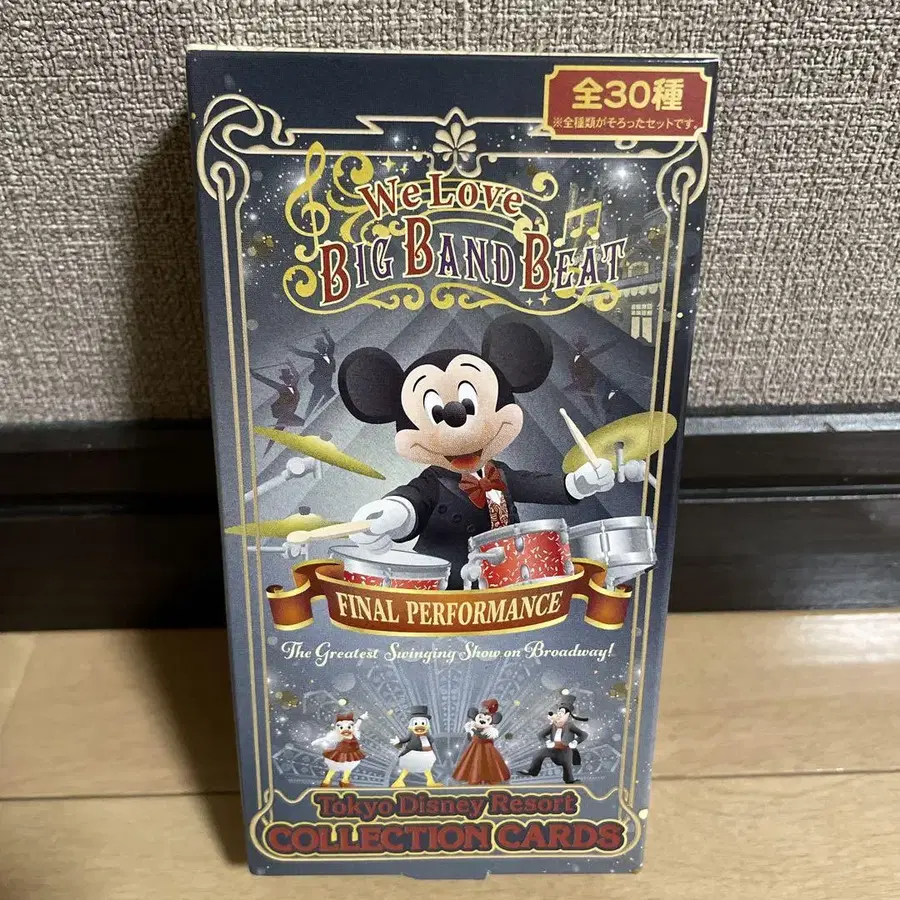 全30種
※全種類がそろったセットです。
We Love
BIG BAND BEAT
FINAL PERFORMANCE
The Greatest Swinging Show on Broadway!
Tokyo Disney Resort
COLLECTION CARDS